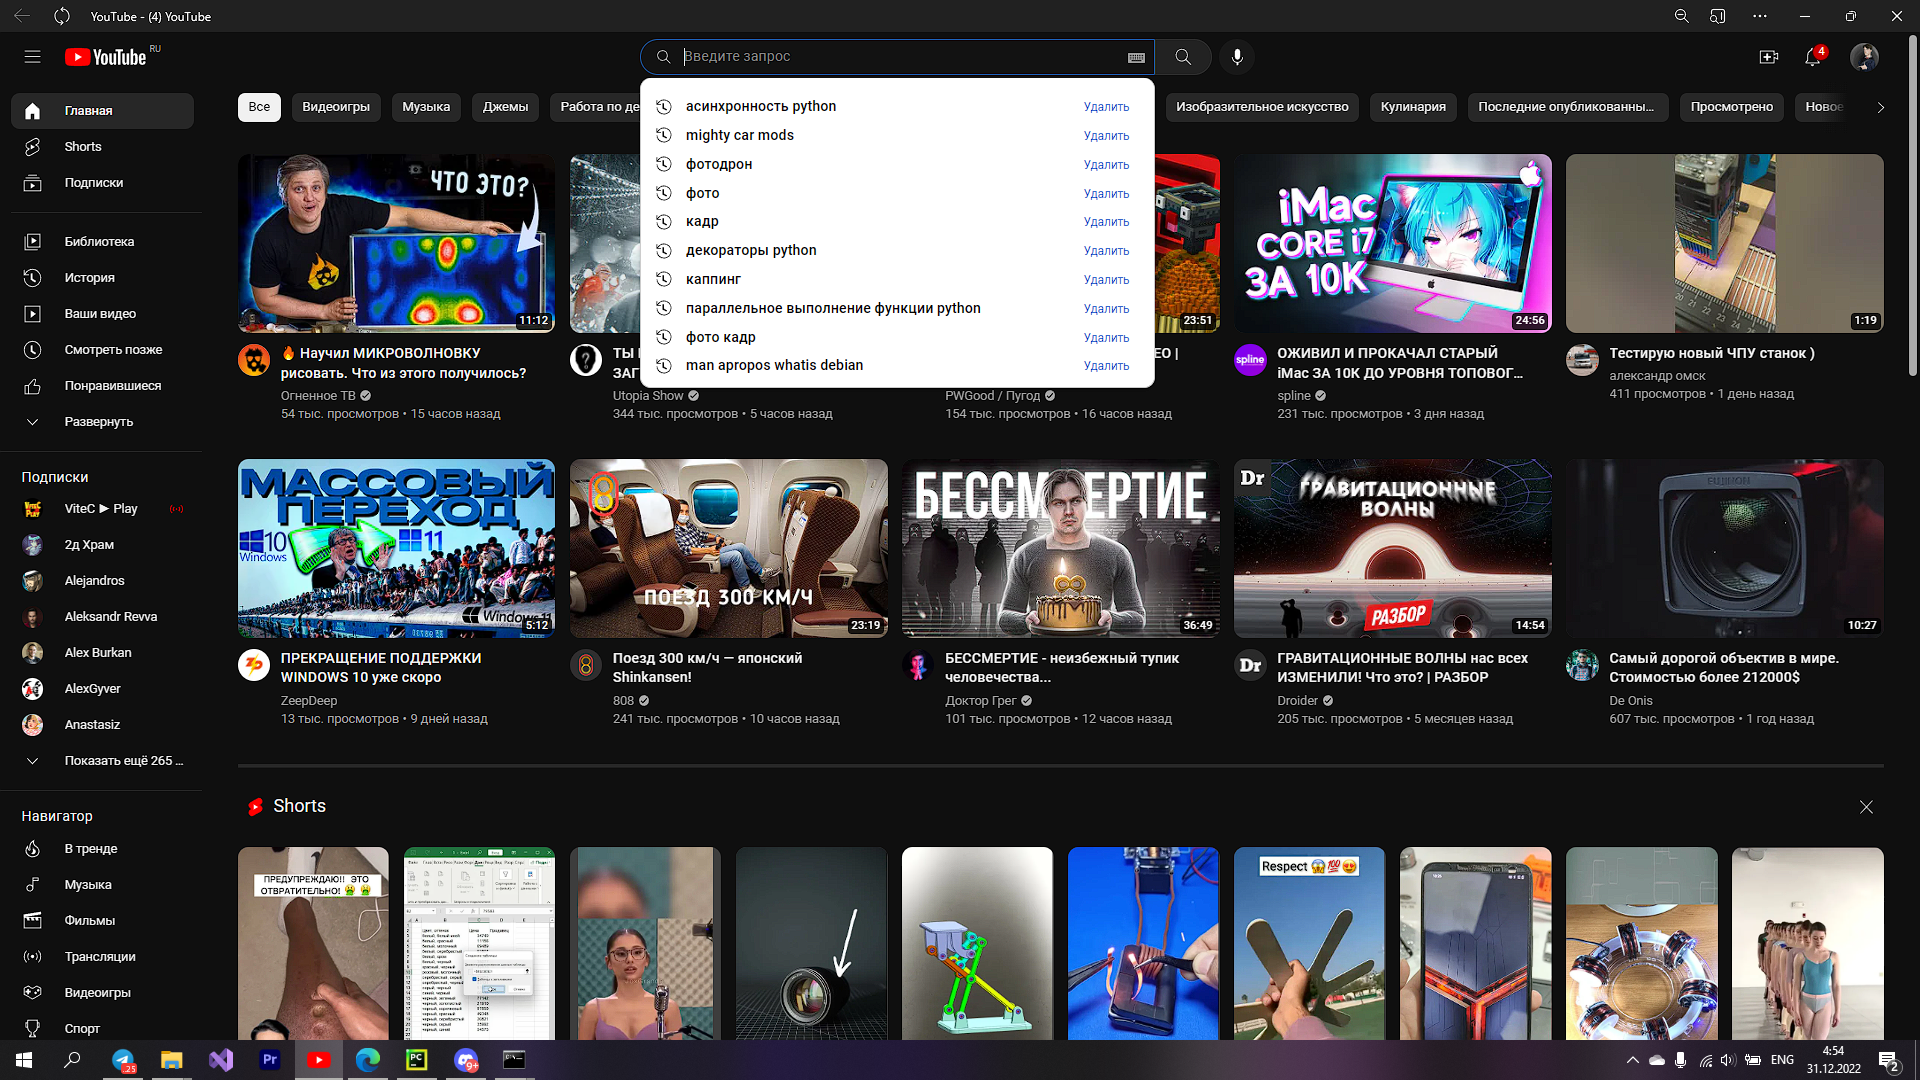 YouTube - (4) YouTube
YouTube RU
Введите запрос
4
Главная
Shorts
Подписки
Библиотека
История
Ваши видео
Смотреть позже
Понравившиеся
Развернуть
Подписки
ViteC ► Play
2д Храм
Alejandros
Aleksandr Revva
Alex Burkan
AlexGyver
Anastasiz
Показать ещё 265 ...
Навигатор
В тренде
Музыка
Фильмы
Трансляции
Видеоигры
Спорт
Все
Видеоигры
Музыка
Джемы
Работа по де
Изобразительное искусство
Кулинария
Последние опубликованны...
Просмотрено
Новое
асинхронность python Удалить
mighty car mods Удалить
фотодрон Удалить
фото Удалить
кадр Удалить
декораторы python Удалить
каппинг Удалить
параллельное выполнение функции python Удалить
фото кадр Удалить
man apropos whatis debian Удалить
ЧТО ЭТО?
11:12
🔥 Научил МИКРОВОЛНОВКУ
рисовать. Что из этого получилось?
Огненное ТВ
54 тыс. просмотров • 15 часов назад
ТЫ
ЗАГ
Utopia Show
344 тыс. просмотров • 5 часов назад
23:51
ЕО |
PWGood / Пугод
154 тыс. просмотров • 16 часов назад
iMac
CORE i7
ЗА 10K
24:56
spline
ОЖИВИЛ И ПРОКАЧАЛ СТАРЫЙ
iMac ЗА 10К ДО УРОВНЯ ТОПОВОГ...
spline
231 тыс. просмотров • 3 дня назад
1:19
Тестирую новый ЧПУ станок )
александр омск
411 просмотров • 1 день назад
МАССОВЫЙ
ПЕРЕХОД
10
Windows
11
Windows 11
5:12
ПРЕКРАЩЕНИЕ ПОДДЕРЖКИ
WINDOWS 10 уже скоро
ZeepDeep
13 тыс. просмотров • 9 дней назад
8
ПОЕЗД 300 КМ/Ч
23:19
Поезд 300 км/ч — японский
Shinkansen!
808
241 тыс. просмотров • 10 часов назад
БЕССМЕРТИЕ
36:49
БЕССМЕРТИЕ - неизбежный тупик
человечества...
Доктор Грег
101 тыс. просмотров • 12 часов назад
Dr
ГРАВИТАЦИОННЫЕ
ВОЛНЫ
РАЗБОР
14:54
Dr
ГРАВИТАЦИОННЫЕ ВОЛНЫ нас всех
ИЗМЕНИЛИ! Что это? | РАЗБОР
Droider
205 тыс. просмотров • 5 месяцев назад
FUJINON
10:27
Самый дорогой объектив в мире.
Стоимостью более 212000$
De Onis
607 тыс. просмотров • 1 год назад
Shorts
ПРЕДУПРЕЖДАЮ!! ЭТО
ОТВРАТИТЕЛЬНО! 🤮 🤮
Respect 😱 💯 😍
Pr
PC
25
9+
ENG
4:54
31.12.2022
2